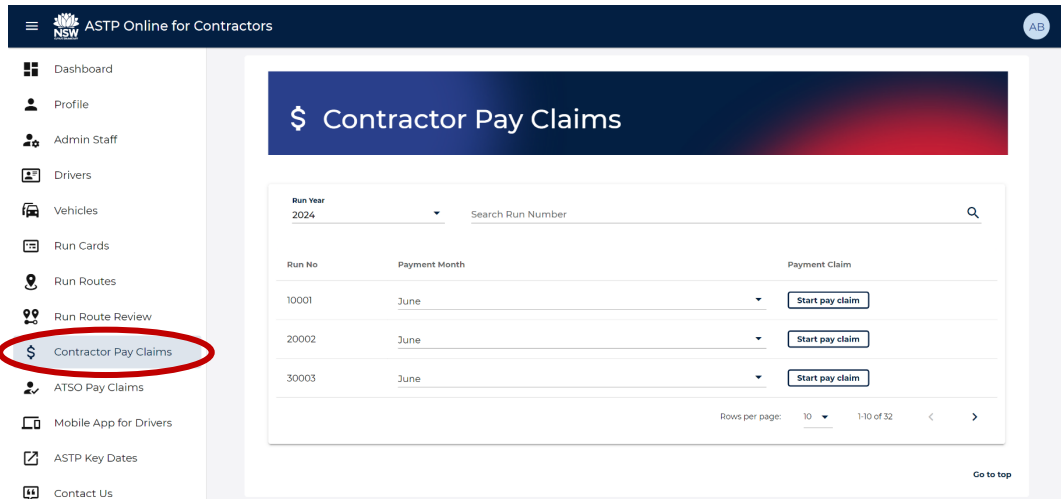 NSW
ASTP Online for Contractors
AB
Dashboard
Profile
Admin Staff
Drivers
Vehicles
Run Cards
Run Routes
Run Route Review
$ Contractor Pay Claims
ATSO Pay Claims
Mobile App for Drivers
ASTP Key Dates
Contact Us
$ Contractor Pay Claims
Run Year
2024 Search Run Number
Run No Payment Month Payment Claim
10001 June Start pay claim
20002 June Start pay claim
30003 June Start pay claim
Rows per page: 10 1-10 of 32 < >
Go to top